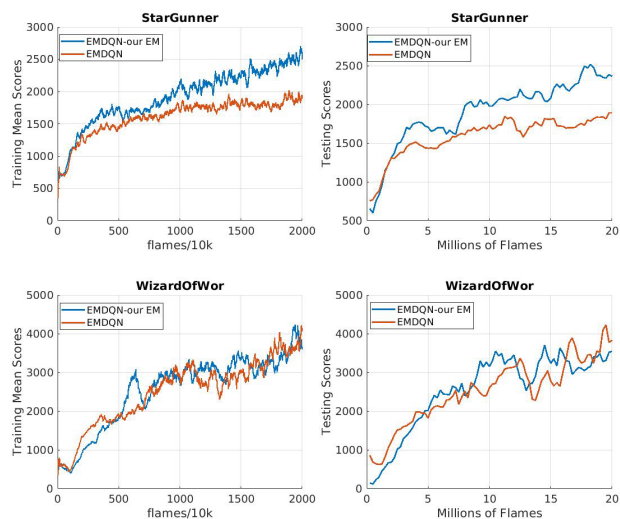 StarGunner
3000
2500
2000
1500
1000
500
0
Training Mean Scores
EMDQN-our EM
EMDQN
0 500 1000 1500 2000
flames/10k
StarGunner
3000
2500
2000
1500
1000
500
Testing Scores
EMDQN-our EM
EMDQN
0 5 10 15 20
Millions of Flames
WizardOfWor
5000
4000
3000
2000
1000
0
Training Mean Scores
EMDQN-our EM
EMDQN
0 500 1000 1500 2000
flames/10k
WizardOfWor
5000
4000
3000
2000
1000
0
Testing Scores
EMDQN-our EM
EMDQN
0 5 10 15 20
Millions of Flames